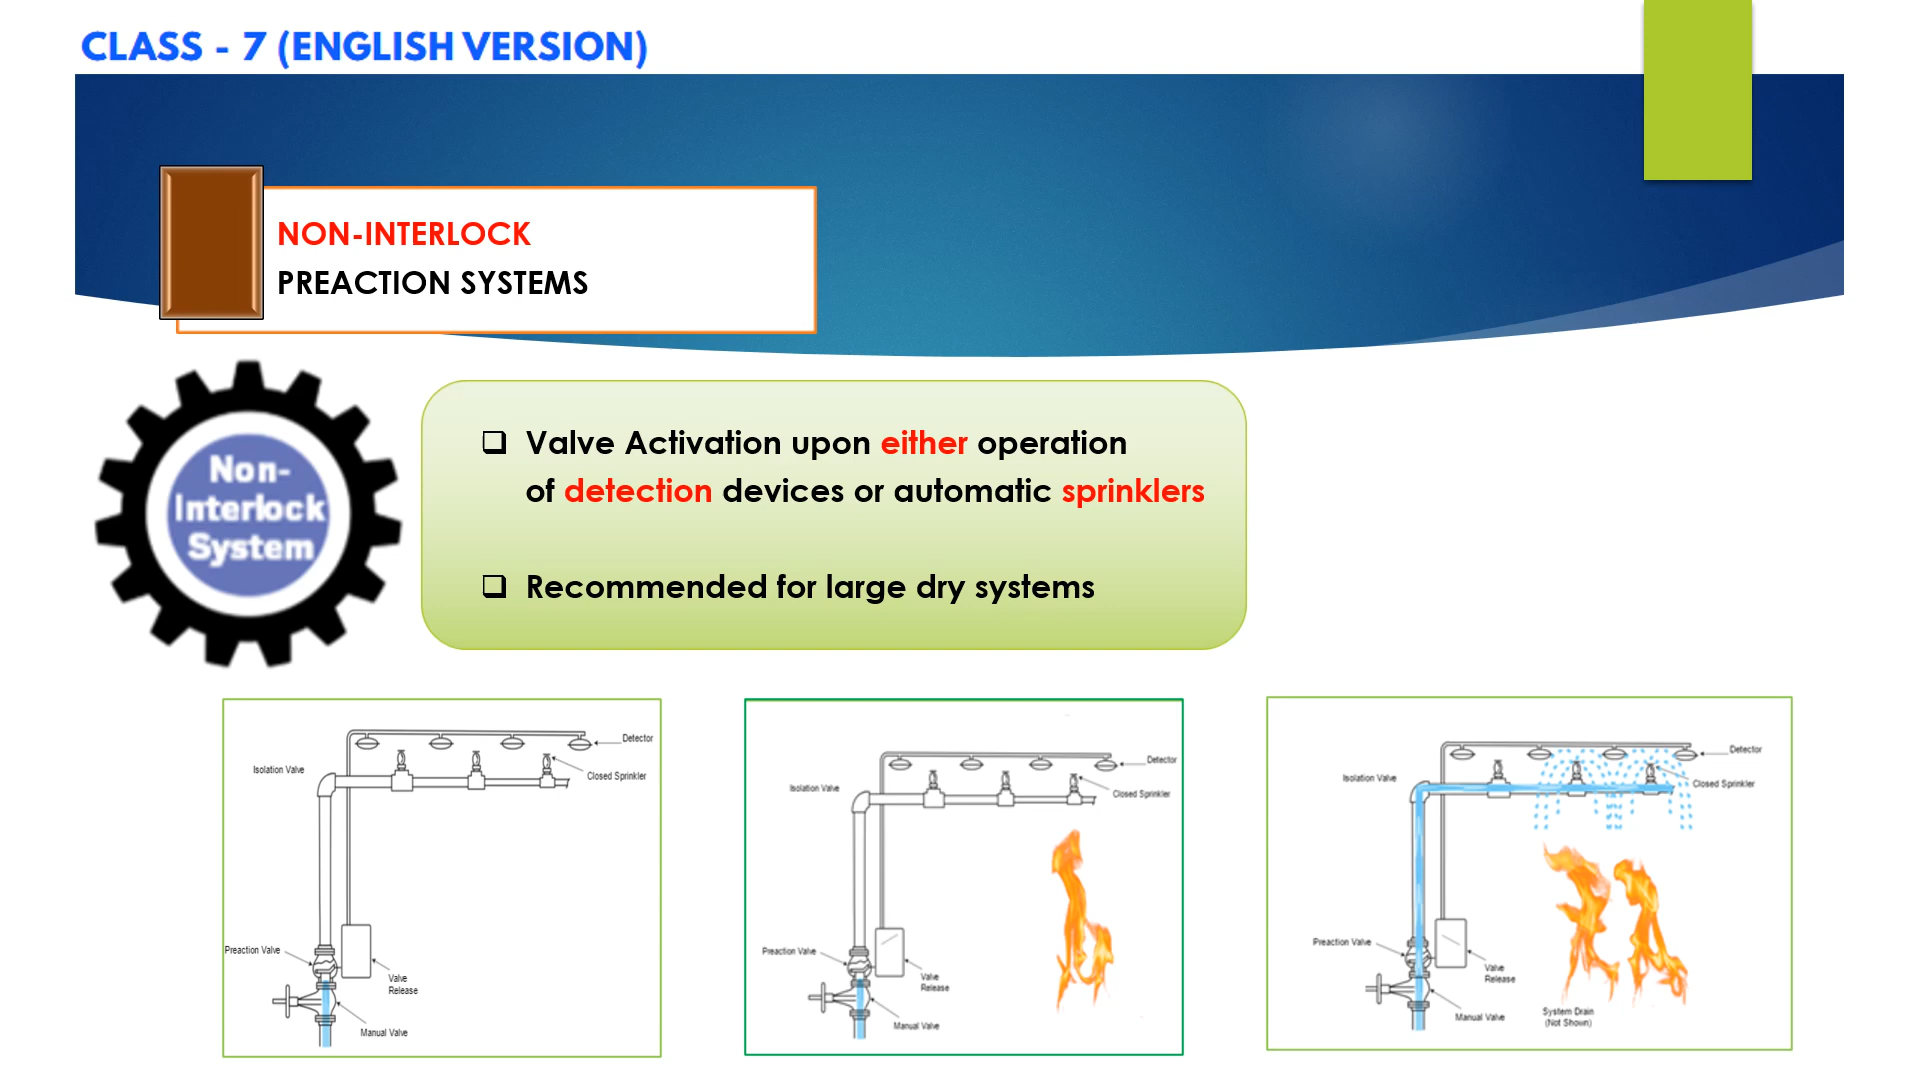 CLASS - 7 (ENGLISH VERSION)
NON-INTERLOCK
PREACTION SYSTEMS
Non-
Interlock
System
❑ Valve Activation upon either operation
of detection devices or automatic sprinklers
❑ Recommended for large dry systems
Detector
Isolation Valve
Closed Sprinkler
Preaction Valve
Valve
Release
Manual Valve
Detector
Isolation Valve
Closed Sprinkler
Preaction Valve
Valve
Release
Manual Valve
Detector
Isolation Valve
Closed Sprinkler
Preaction Valve
Valve
Release
Manual Valve
System Drain
(Not Shown)